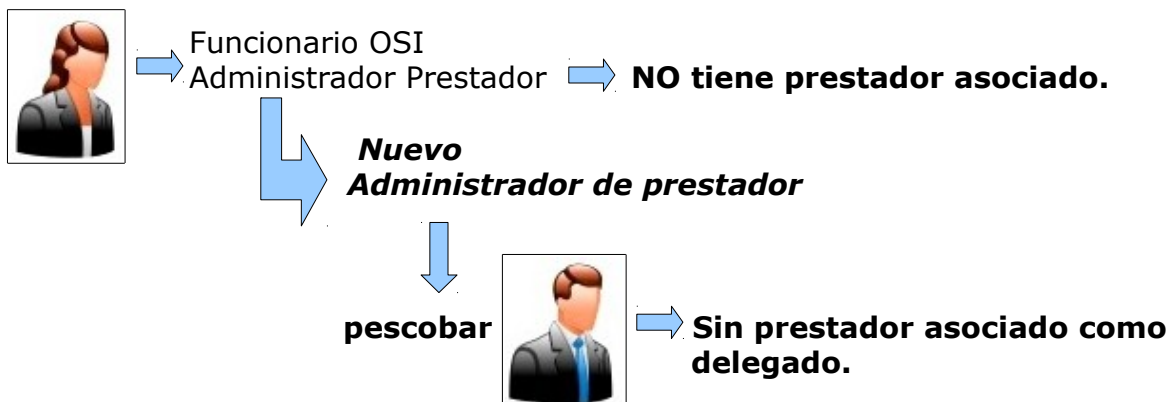 Funcionario OSI
Administrador Prestador
NO tiene prestador asociado.
Nuevo
Administrador de prestador
pescobar
Sin prestador asociado como
delegado.